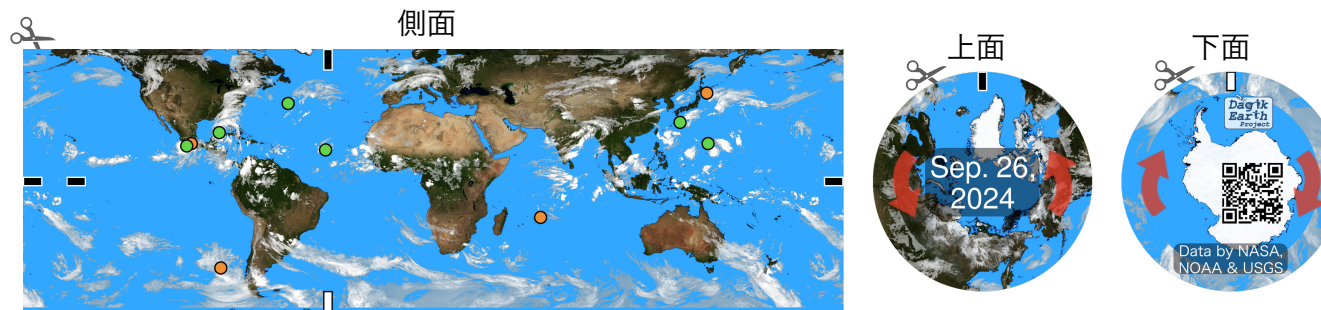 側面
上面
下面
Sep. 26,
2024
Dagik
Earth
Project
Data by NASA,
NOAA & USGS